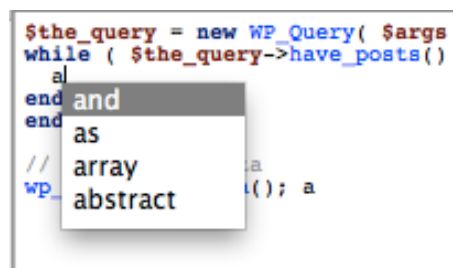 $the_query = new WP_Query( $args
while ( $the_query->have_posts()
a
end
and
end
as
//
array
a
wp_
(); a
abstract